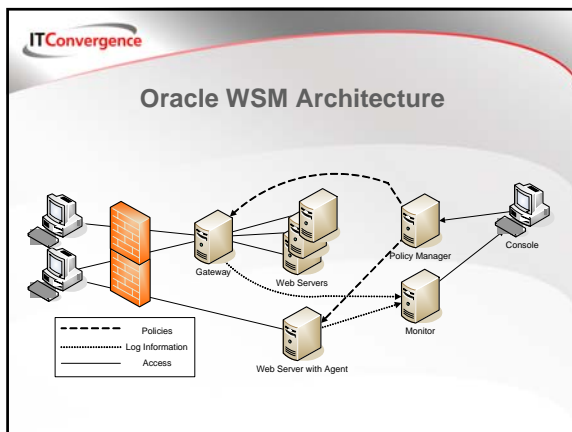 ITConvergence
Oracle WSM Architecture
Gateway
Web Servers
Policy Manager
Console
Monitor
Web Server with Agent
Policies
Log Information
Access